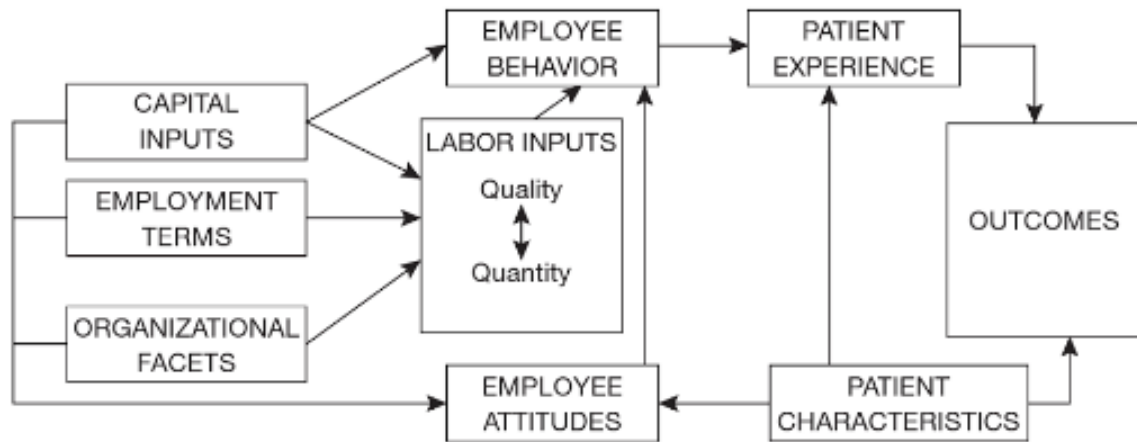 EMPLOYEE
BEHAVIOR
PATIENT
EXPERIENCE
CAPITAL
INPUTS
LABOR INPUTS
Quality
Quantity
EMPLOYMENT
TERMS
OUTCOMES
ORGANIZATIONAL
FACETS
EMPLOYEE
ATTITUDES
PATIENT
CHARACTERISTICS